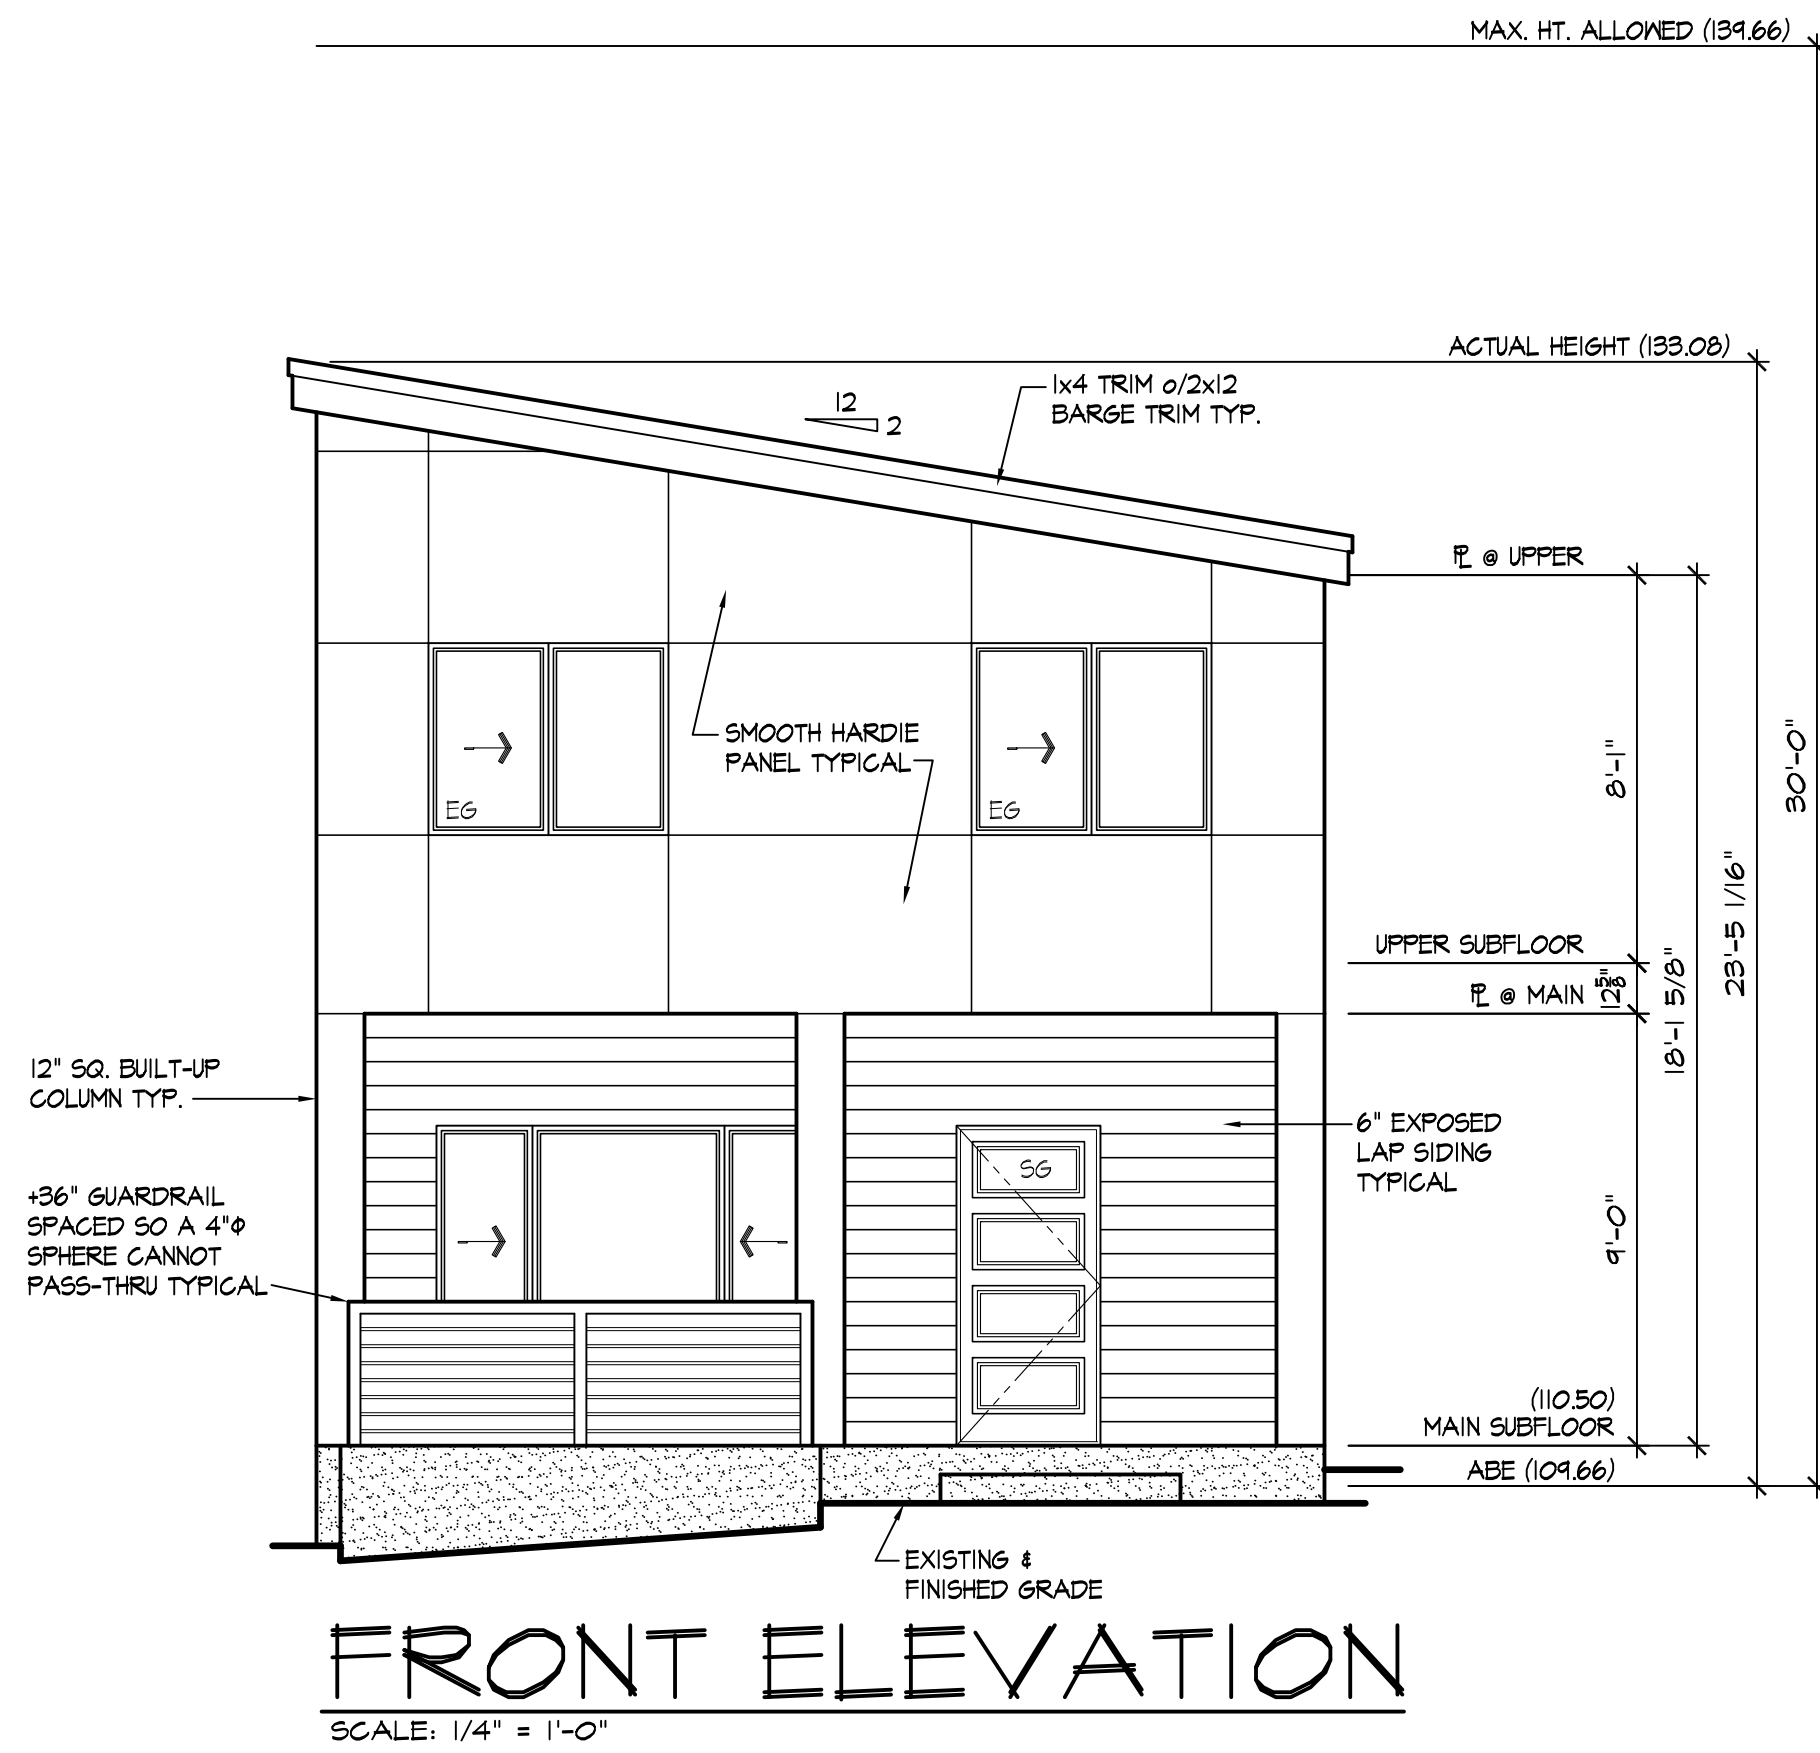 MAX. HT. ALLOWED (139.66)
ACTUAL HEIGHT (133.08)
1x4 TRIM o/2x12
BARGE TRIM TYP.
12
2
PL @ UPPER
SMOOTH HARDIE
PANEL TYPICAL
EG
EG
8'-1"
30'-0"
23'-5 1/16"
UPPER SUBFLOOR
PL @ MAIN
12 5/8"
18'-1 5/8"
12" SQ. BUILT-UP
COLUMN TYP.
6" EXPOSED
LAP SIDING
TYPICAL
SG
+36" GUARDRAIL
SPACED SO A 4"Φ
SPHERE CANNOT
PASS-THRU TYPICAL
9'-0"
(110.50)
MAIN SUBFLOOR
ABE (109.66)
EXISTING &
FINISHED GRADE
FRONT ELEVATION
SCALE: 1/4" = 1'-0"